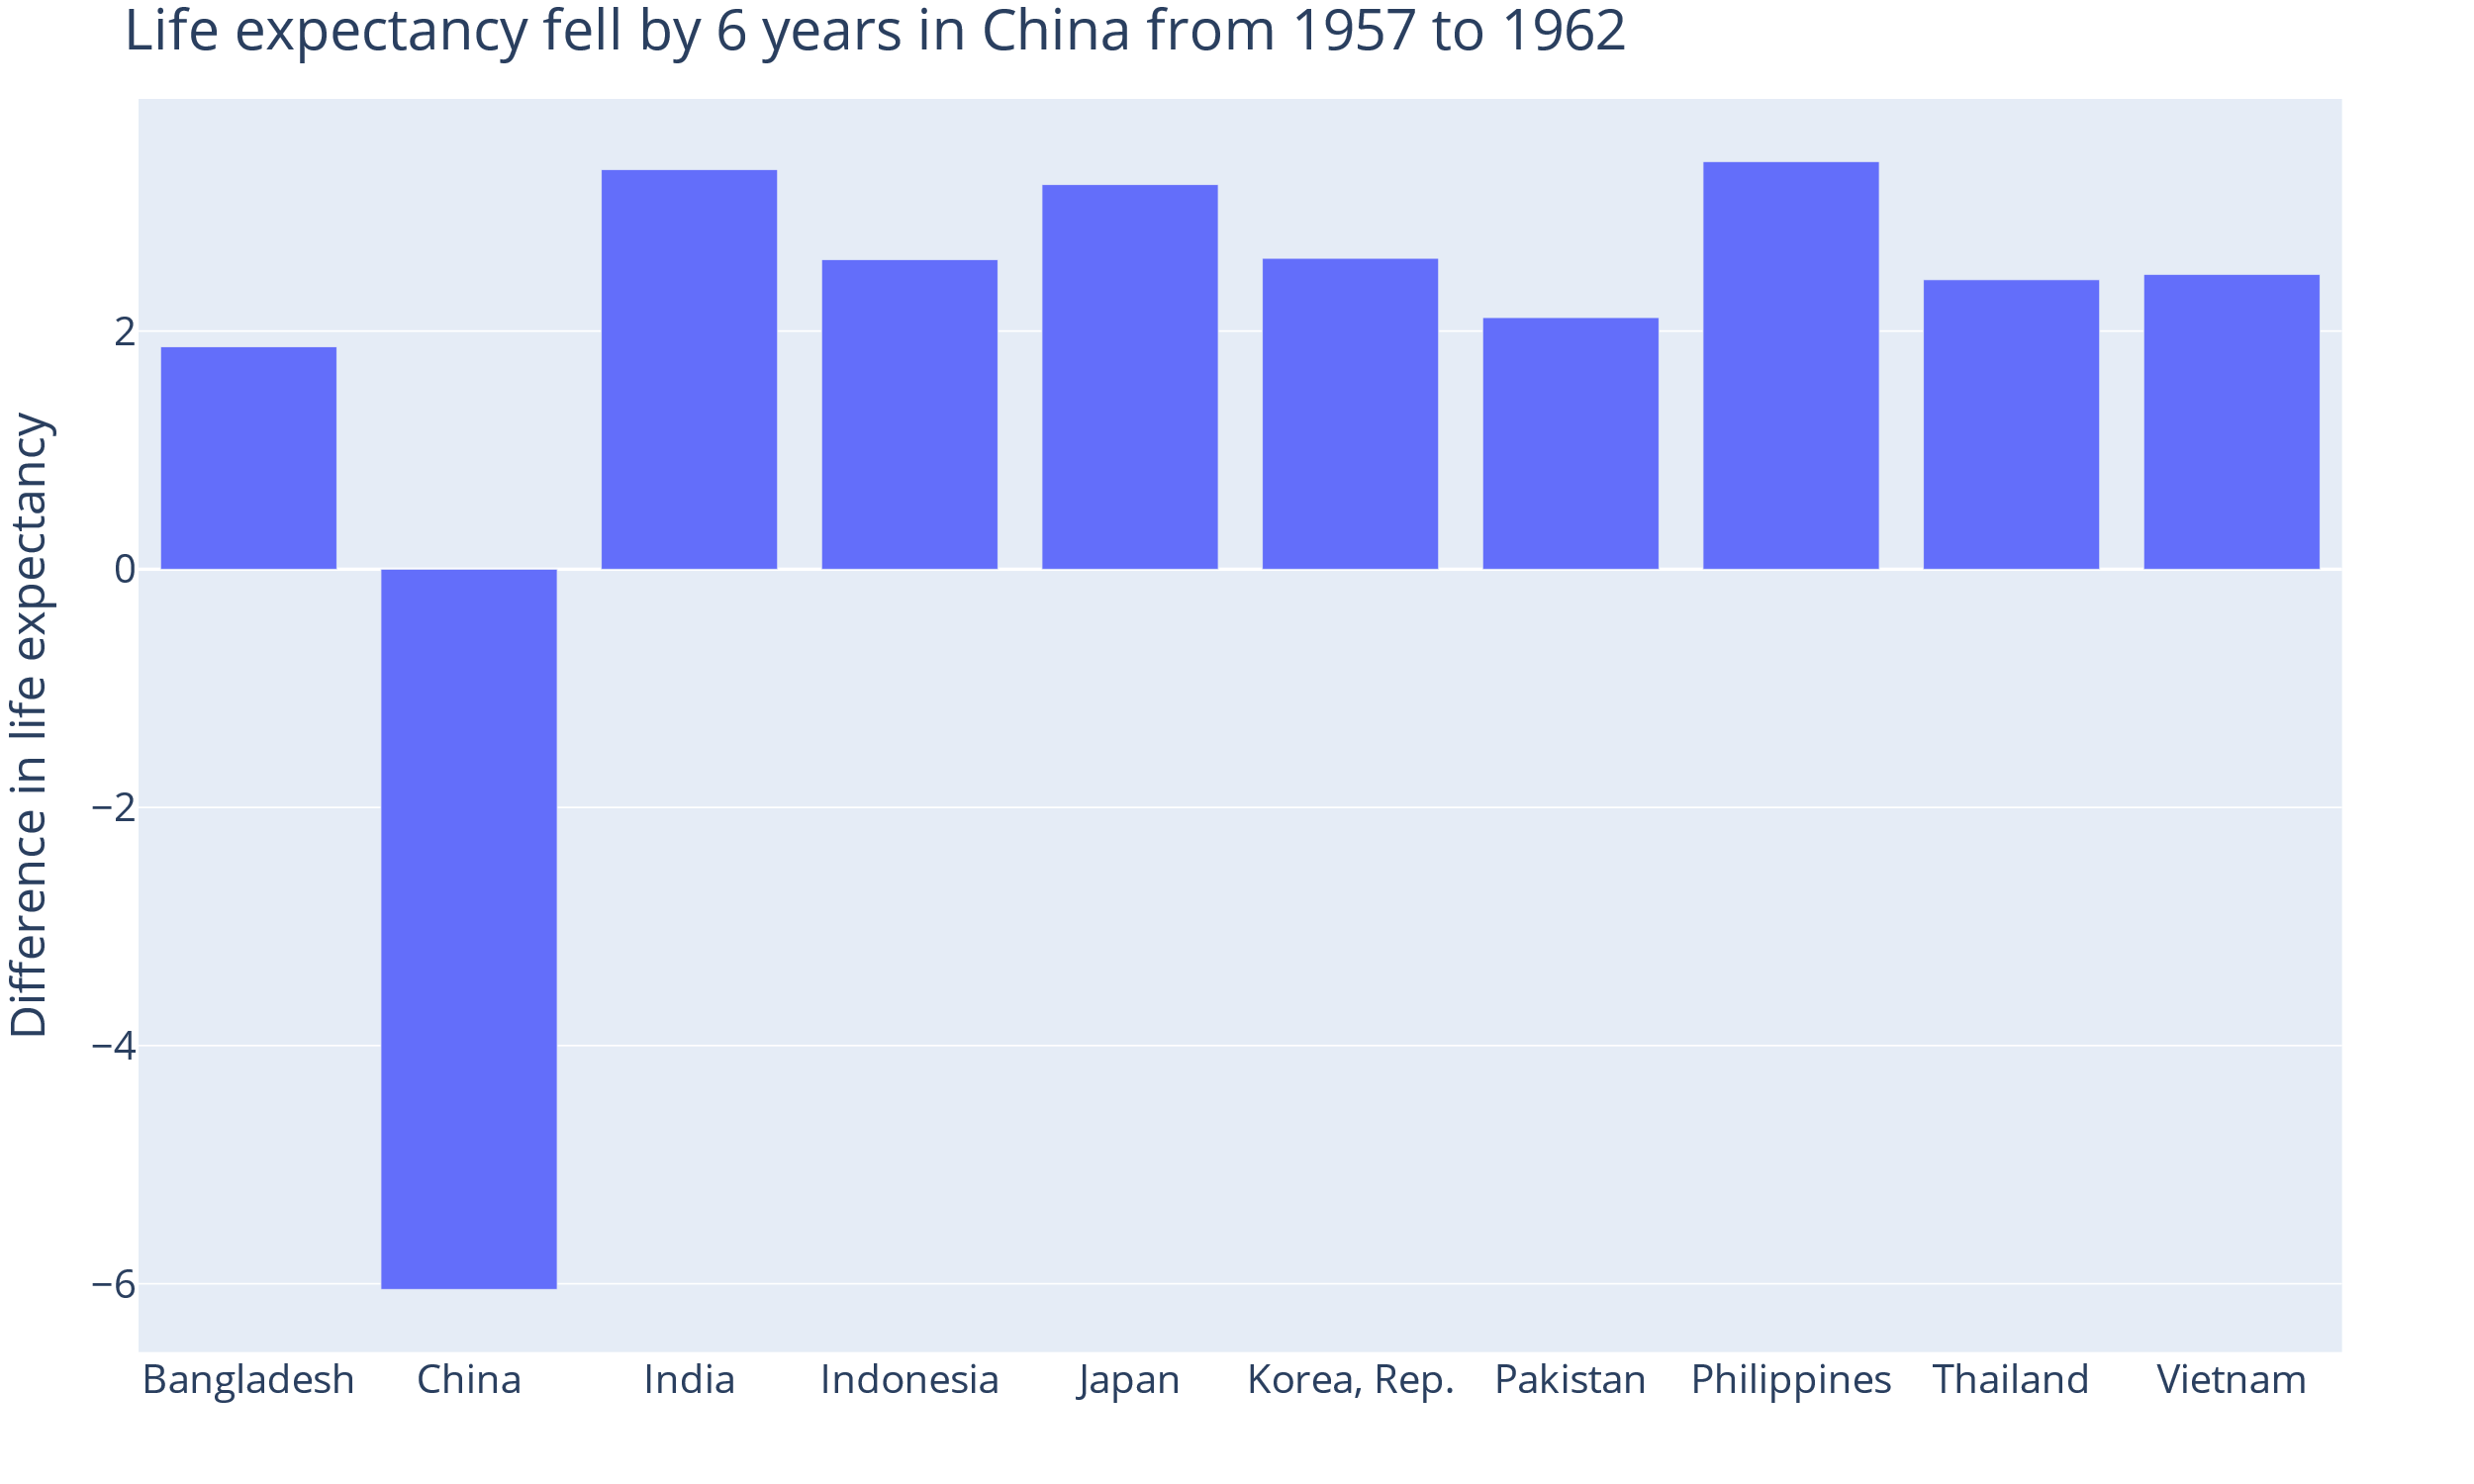 Life expectancy fell by 6 years in China from 1957 to 1962
Difference in life expectancy
2
0
−2
−4
−6
Bangladesh China India Indonesia Japan Korea, Rep. Pakistan Philippines Thailand Vietnam